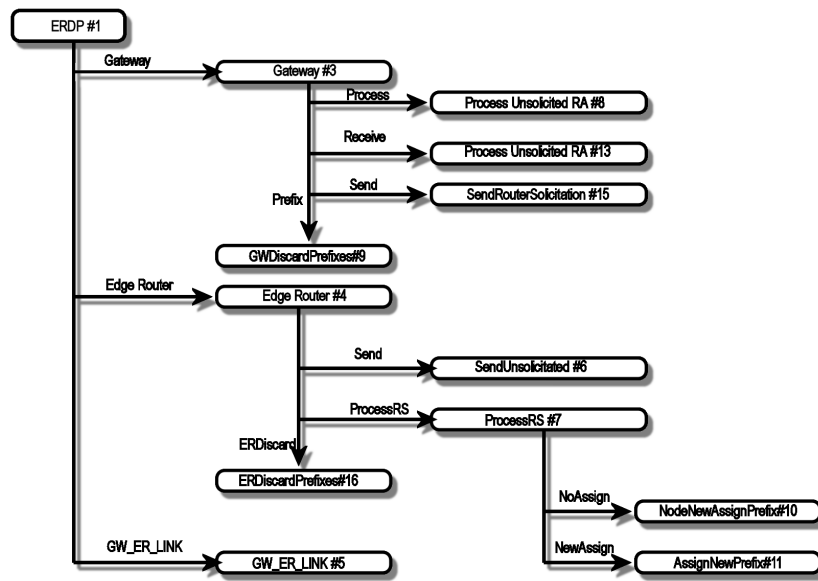 ERDP #1
Gateway
Gateway #3
Process
Process Unsolicited RA #8
Receive
Process Unsolicited RA #13
Send
SendRouterSolicitation #15
Prefix
GWDiscardPrefixes#9
Edge Router
Edge Router #4
Send
SendUnsolicitated #6
ProcessRS
ProcessRS #7
ERDiscard
ERDiscardPrefixes#16
NoAssign
NodeNewAssignPrefix#10
GW_ER_LINK
GW_ER_LINK #5
NewAssign
AssignNewPrefix#11